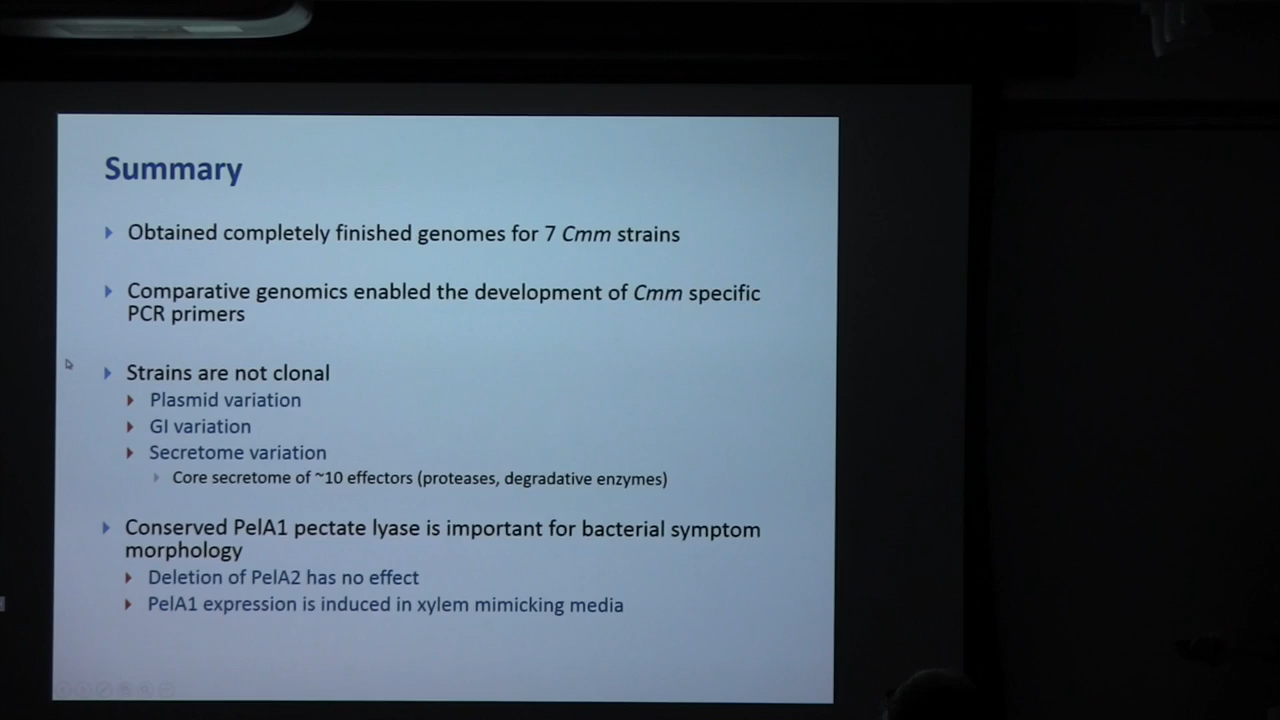 Summary
Obtained completely finished genomes for 7 Cmm strains
Comparative genomics enabled the development of Cmm specific
PCR primers
Strains are not clonal
Plasmid variation
GI variation
Secretome variation
Core secretome of ~10 effectors (proteases, degradative enzymes)
Conserved PelA1 pectate lyase is important for bacterial symptom
morphology
Deletion of PelA2 has no effect
PelA1 expression is induced in xylem mimicking media